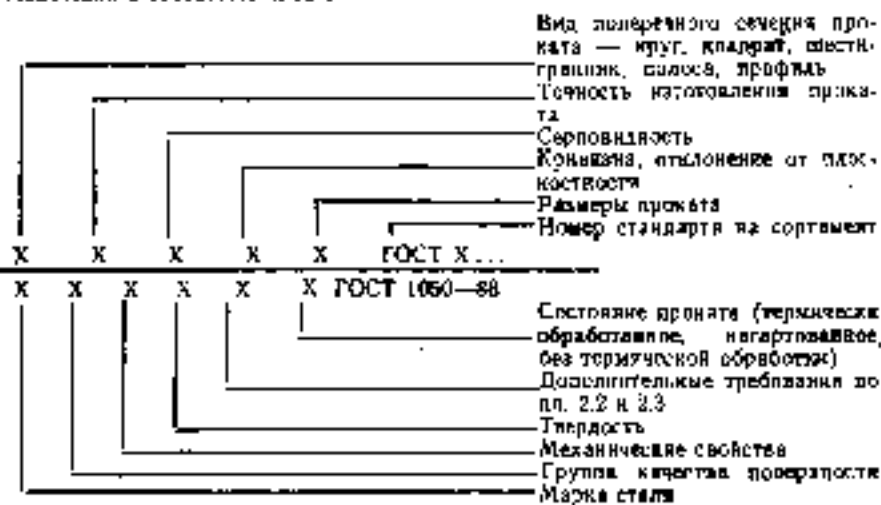 Вид поперечного сечения про-
ката — круг, квадрат, шести-
гранник, полоса, профиль
Точность изготовления прока-
та
Серповидность
Кривизна, отклонение от плос-
костности
Размеры проката
Номер стандарта на сортамент
X X X X X ГОСТ X...
X X X X X X ГОСТ 1050—88
Состояние проката (термически
обработанное, нагартованное,
без термической обработки)
Дополнительные требования по
пп. 2.2 и 2.3
Твердость
Механические свойства
Группа качества поверхности
Марка стали